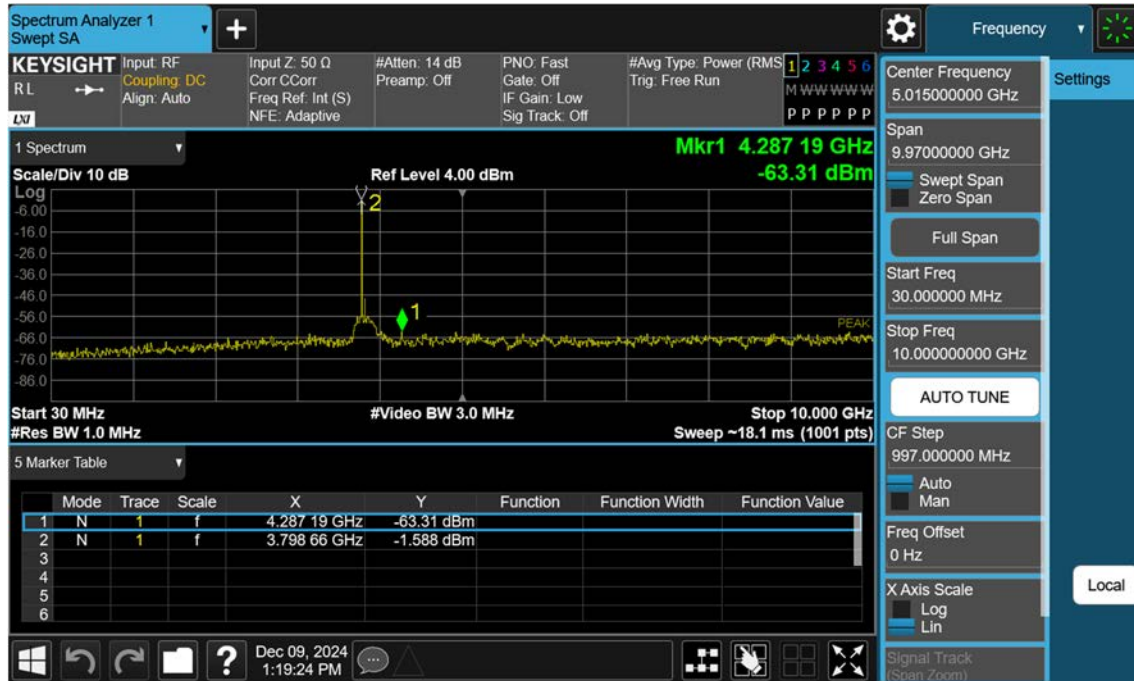 Spectrum Analyzer 1
Swept SA
Frequency
KEYSIGHT
RL
LXI
Input: RF
Coupling: DC
Align: Auto
Input Z: 50 Ω
Corr CCorr
Freq Ref: Int (S)
NFE: Adaptive
#Atten: 14 dB
Preamp: Off
PNO: Fast
Gate: Off
IF Gain: Low
Sig Track: Off
#Avg Type: Power (RMS
Trig: Free Run
1 2 3 4 5 6
M W W W W W
P P P P P P
1 Spectrum
Mkr1 4.287 19 GHz
-63.31 dBm
Scale/Div 10 dB
Ref Level 4.00 dBm
Log
-6.00
-16.0
-26.0
-36.0
-46.0
-56.0
-66.0
-76.0
-86.0
2
1
PEAK
Start 30 MHz
#Video BW 3.0 MHz
Stop 10.000 GHz
#Res BW 1.0 MHz
Sweep ~18.1 ms (1001 pts)
5 Marker Table
Mode Trace Scale X Y Function Function Width Function Value
1 N 1 f 4.287 19 GHz -63.31 dBm
2 N 1 f 3.798 66 GHz -1.588 dBm
3
4
5
6
?
Dec 09, 2024
1:19:24 PM
Center Frequency
5.015000000 GHz
Span
9.97000000 GHz
Swept Span
Zero Span
Full Span
Start Freq
30.000000 MHz
Stop Freq
10.000000000 GHz
AUTO TUNE
CF Step
997.000000 MHz
Auto
Man
Freq Offset
0 Hz
X Axis Scale
Log
Lin
Signal Track
(Span Zoom)
Settings
Local